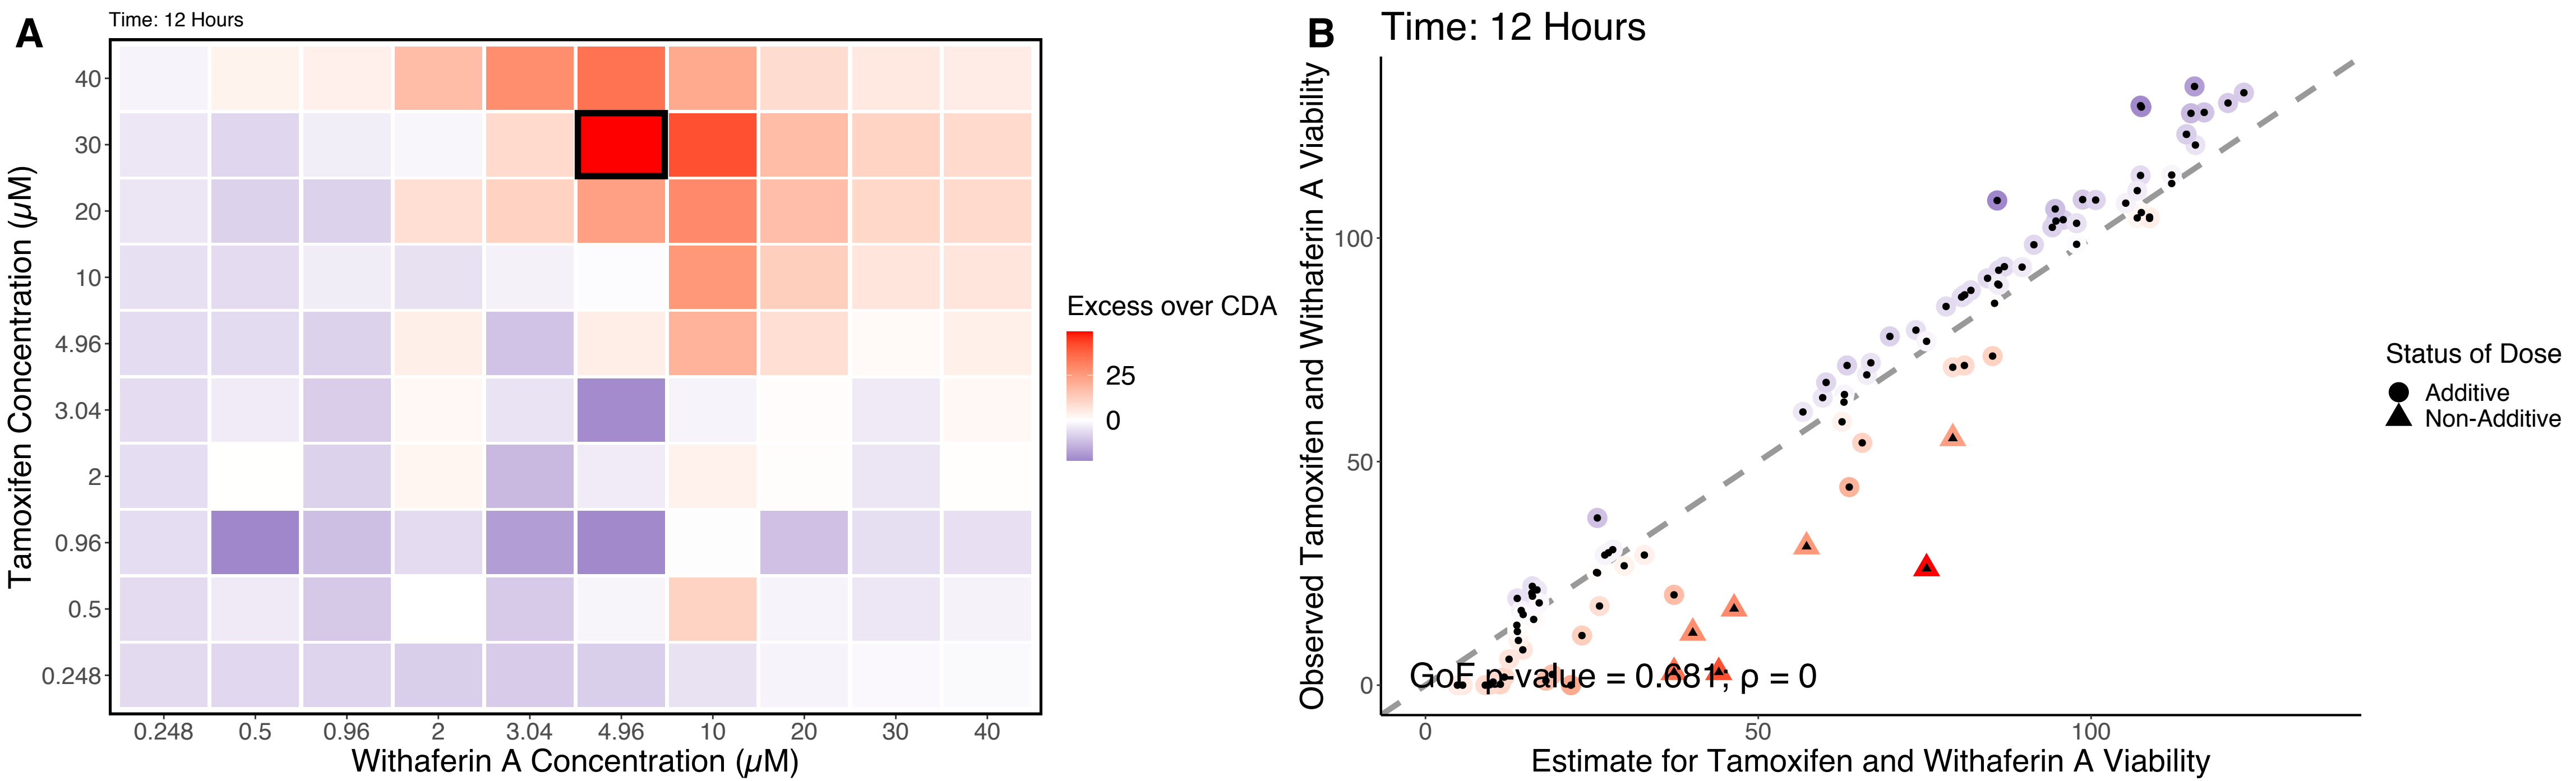 A
Time: 12 Hours
Tamoxifen Concentration (µM)
40
30
20
10
4.96
3.04
2
0.96
0.5
0.248
0.248 0.5 0.96 2 3.04 4.96 10 20 30 40
Withaferin A Concentration (µM)
Excess over CDA
25
0
B
Time: 12 Hours
Observed Tamoxifen and Withaferin A Viability
100
50
0
GoF p-value = 0.681; ρ = 0
0 50 100
Estimate for Tamoxifen and Withaferin A Viability
Status of Dose
Additive
Non-Additive